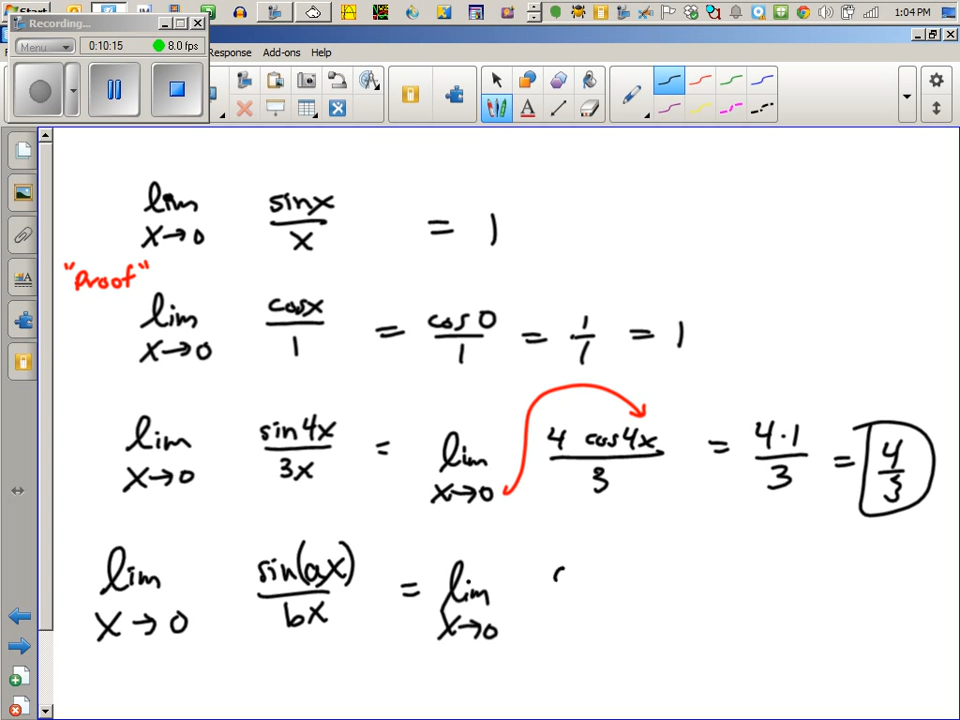 Recording...
1:04 PM
Menu
0:10:15
8.0 fps
Response Add-ons Help
lim x→0 sinx/x = 1
"Proof"
lim x→0 cosx/1 = cos0/1 = 1/1 = 1
lim x→0 sin4x/3x = lim x→0 4 cos4x/3 = 4·1/3 = 4/3
lim x→0 sin(ax)/bx = lim x→0